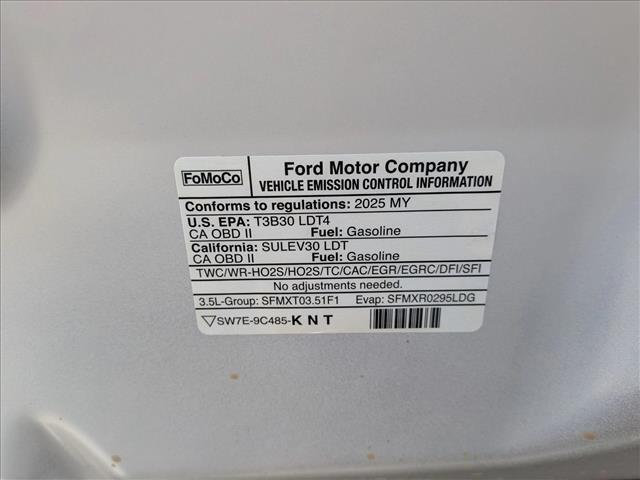 FoMoCo
Ford Motor Company
VEHICLE EMISSION CONTROL INFORMATION
Conforms to regulations: 2025 MY
U.S. EPA: T3B30 LDT4
CA OBD II Fuel: Gasoline
California: SULEV30 LDT
CA OBD II Fuel: Gasoline
TWC/WR-HO2S/HO2S/TC/CAC/EGR/EGRC/DFI/SFI
No adjustments needed.
3.5L-Group: SFMXT03.51F1 Evap: SFMXR0295LDG
SW7E-9C485-K N T